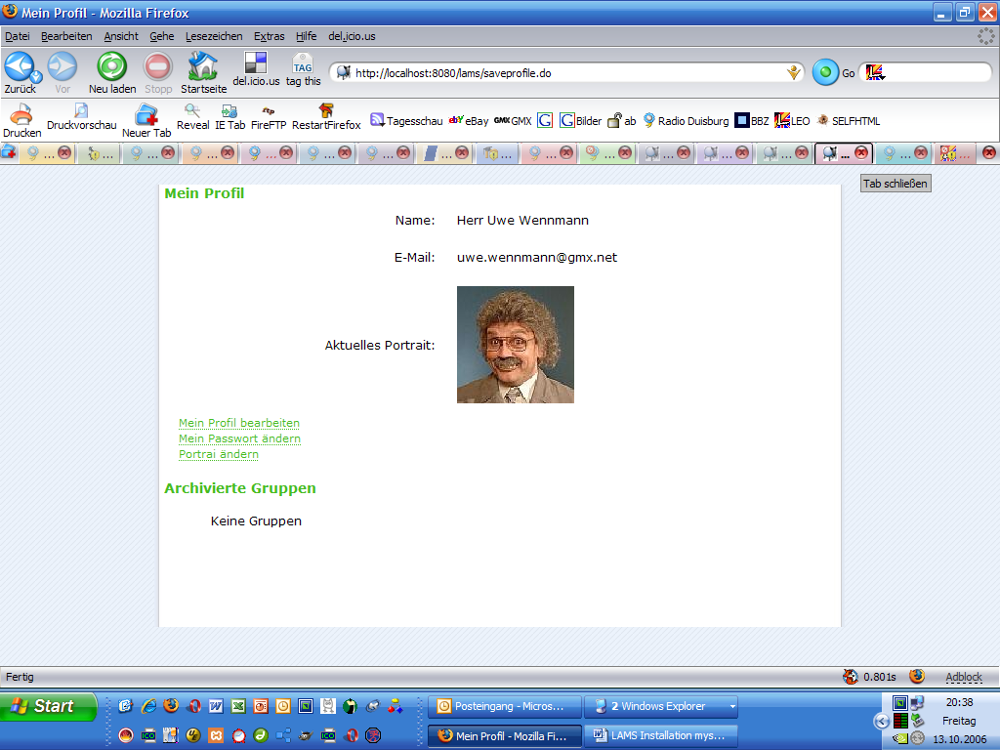 Mein Profil - Mozilla Firefox
Datei Bearbeiten Ansicht Gehe Lesezeichen Extras Hilfe del.icio.us
TAG
Zurück Vor Neu laden Stopp Startseite del.icio.us tag this http://localhost:8080/lams/saveprofile.do Go
Drucken Druckvorschau Neuer Tab Reveal IE Tab FireFTP RestartFirefox Tagesschau ebY eBay GMX GMX G G Bilder ab Radio Duisburg BBZ LEO SELFHTML
... ... ... ... ... ... ... ... ... ... ... ... ... ... ... ... ...
Tab schließen
Mein Profil
Name: Herr Uwe Wennmann
E-Mail: uwe.wennmann@gmx.net
Aktuelles Portrait:
Mein Profil bearbeiten
Mein Passwort ändern
Portrai ändern
Archivierte Gruppen
Keine Gruppen
Fertig 0.801s Adblock
Start Posteingang - Micros... 2 Windows Explorer 20:38
Freitag
Mein Profil - Mozilla Fi... LAMS Installation mys... 13.10.2006